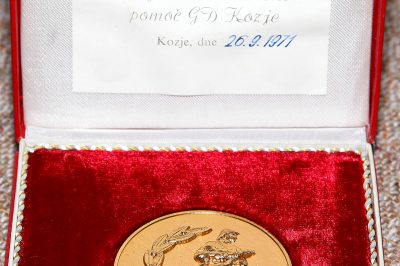 pomoč GD Kozje
Kozje, dne 26.9.1971